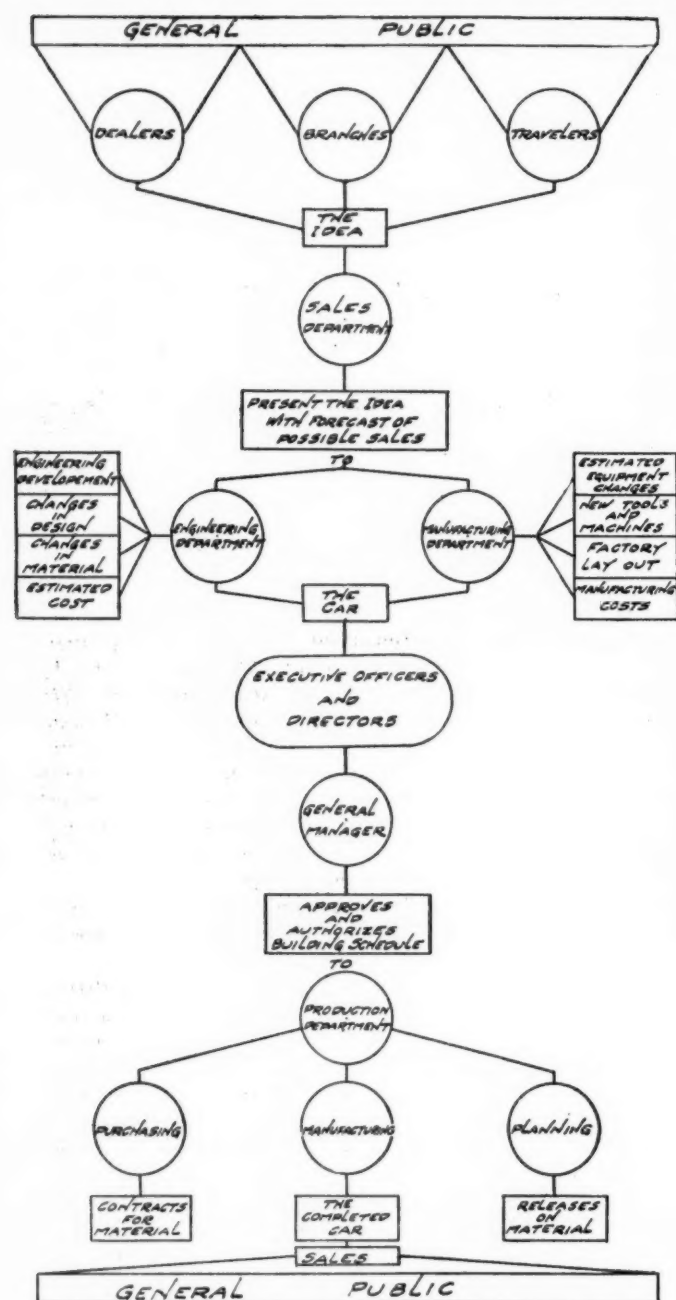 GENERAL PUBLIC
DEALERS
BRANCHES
TRAVELERS
THE
IDEA
SALES
DEPARTMENT
PRESENT THE IDEA
WITH FORECAST OF
POSSIBLE SALES
TO
ENGINEERING
DEVELOPEMENT
CHANGES
IN
DESIGN
CHANGES
IN
MATERIAL
ESTIMATED
COST
ENGINEERING
DEPARTMENT
MANUFACTURING
DEPARTMENT
ESTIMATED
EQUIPMENT
CHANGES
NEW TOOLS
AND
MACHINES
FACTORY
LAY OUT
MANUFACTURING
COSTS
THE
CAR
EXECUTIVE OFFICERS
AND
DIRECTORS
GENERAL
MANAGER
APPROVES
AND
AUTHORIZES
BUILDING SCHEDULE
TO
PRODUCTION
DEPARTMENT
PURCHASING
MANUFACTURING
PLANNING
CONTRACTS
FOR
MATERIAL
THE
COMPLETED
CAR
RELEASES
ON
MATERIAL
SALES
GENERAL PUBLIC